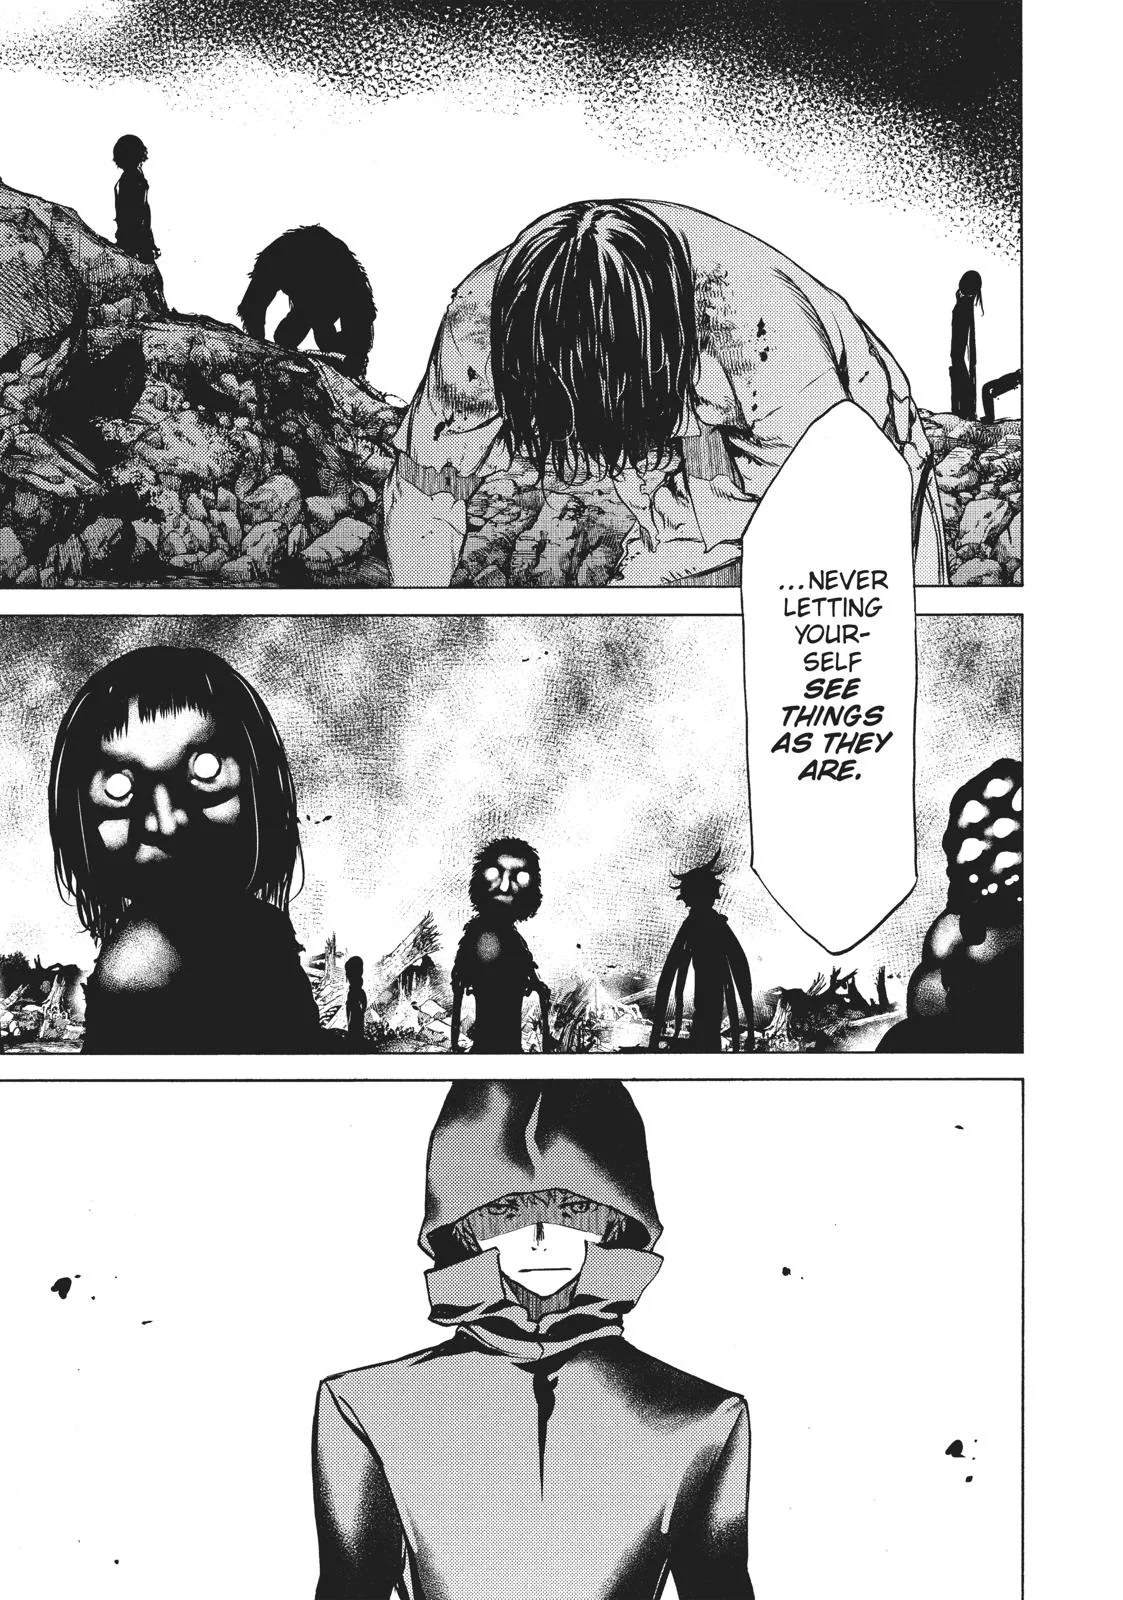 ...NEVER
LETTING
YOUR-
SELF
SEE
THINGS
AS THEY
ARE.